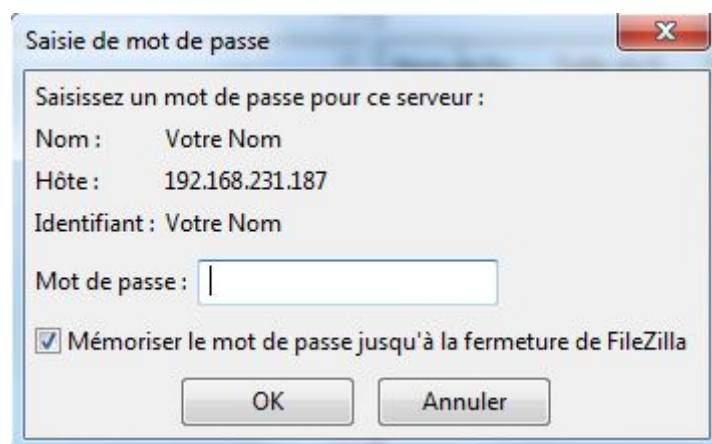 Saisie de mot de passe
Saisissez un mot de passe pour ce serveur :
Nom : Votre Nom
Hôte : 192.168.231.187
Identifiant : Votre Nom
Mot de passe :
Mémoriser le mot de passe jusqu'à la fermeture de FileZilla
OK Annuler